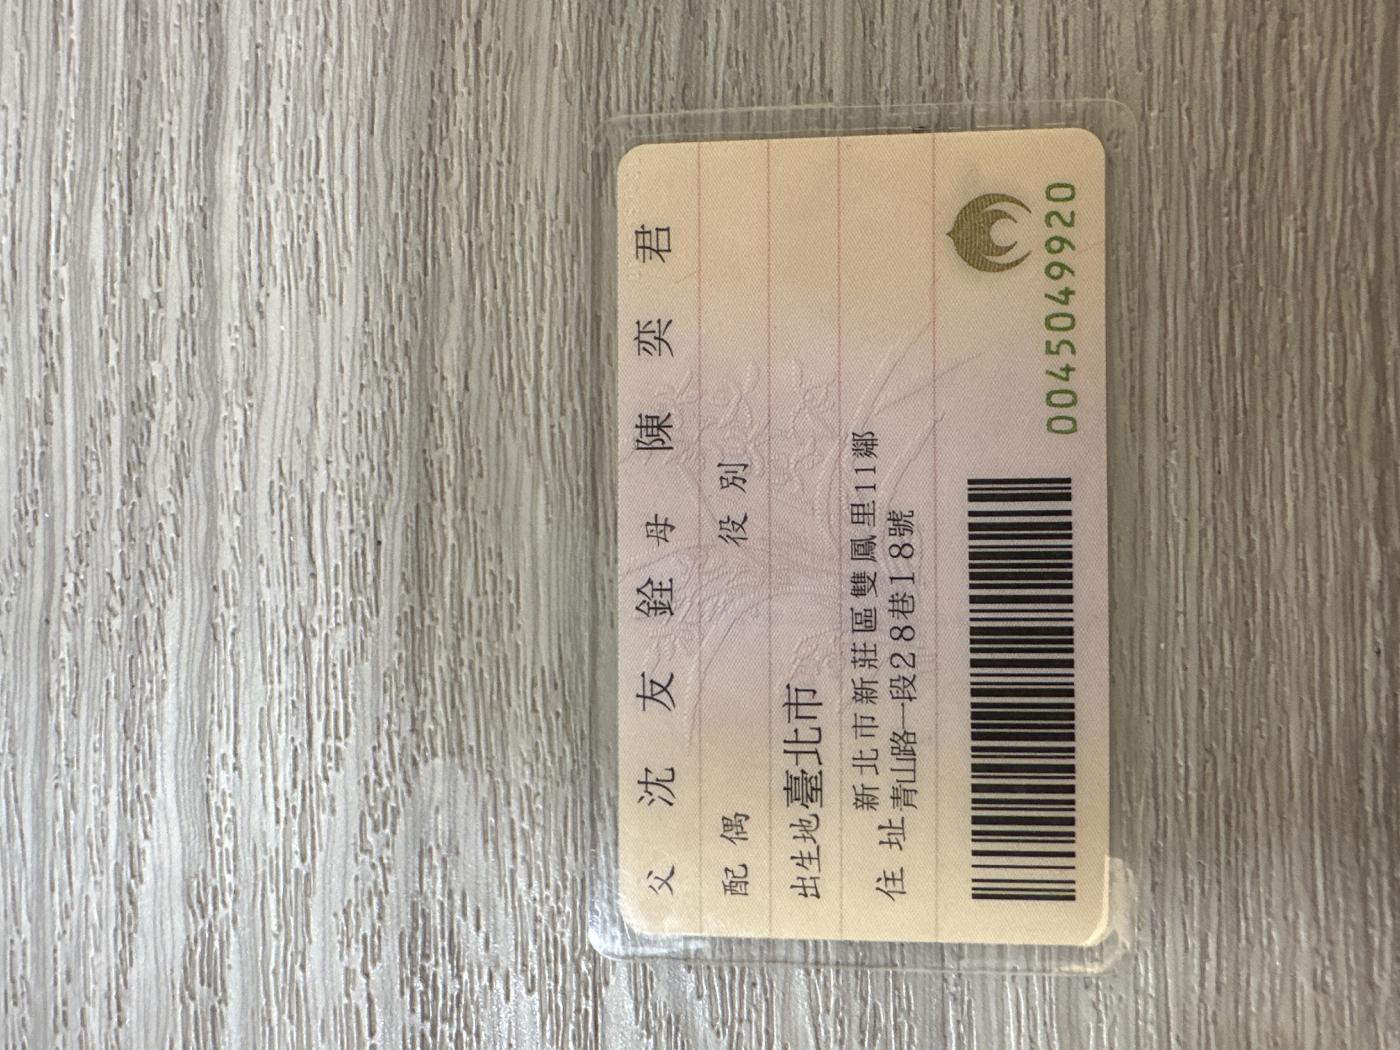 父 沈友銓 母 陳奕君
配偶 役別
出生地 臺北市
住址 新北市新莊區雙鳳里11鄰
青山路一段28巷18號
0045049920